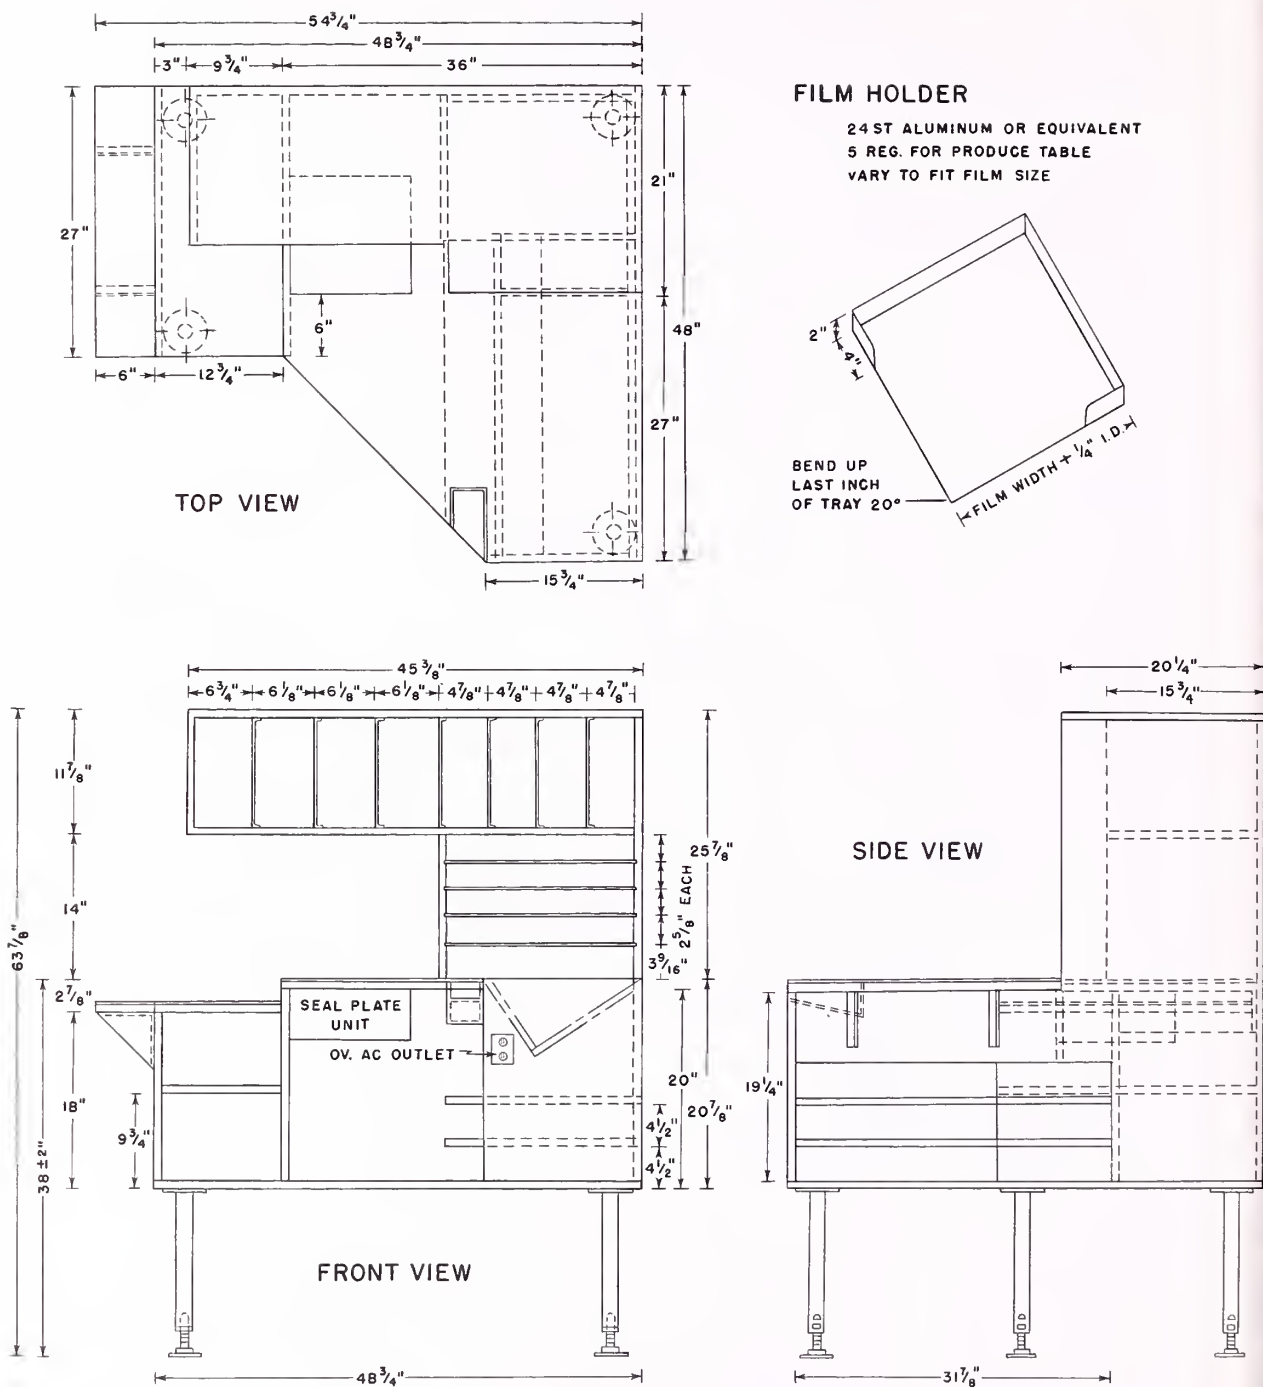 54 3/4"
48 3/4"
3" 9 3/4" 36"
27"
21"
48"
6"
6" 12 3/4"
27"
15 3/4"
TOP VIEW
FILM HOLDER
24 ST ALUMINUM OR EQUIVALENT
5 REG. FOR PRODUCE TABLE
VARY TO FIT FILM SIZE
2"
4"
BEND UP
LAST INCH
OF TRAY 20°
FILM WIDTH + 1/4" I.D.
45 3/8"
6 3/4" 6 1/8" 6 1/8" 6 1/8" 4 7/8" 4 7/8" 4 7/8" 4 7/8"
11 7/8"
14"
63 7/8"
2 7/8"
18"
9 3/4"
38 ± 2"
25 7/8"
2 5/8" EACH
3 9/16"
SEAL PLATE
UNIT
OV. AC OUTLET
20"
20 7/8"
4 1/2"
4 1/2"
FRONT VIEW
48 3/4"
20 1/4"
15 3/4"
SIDE VIEW
19 1/4"
31 7/8"